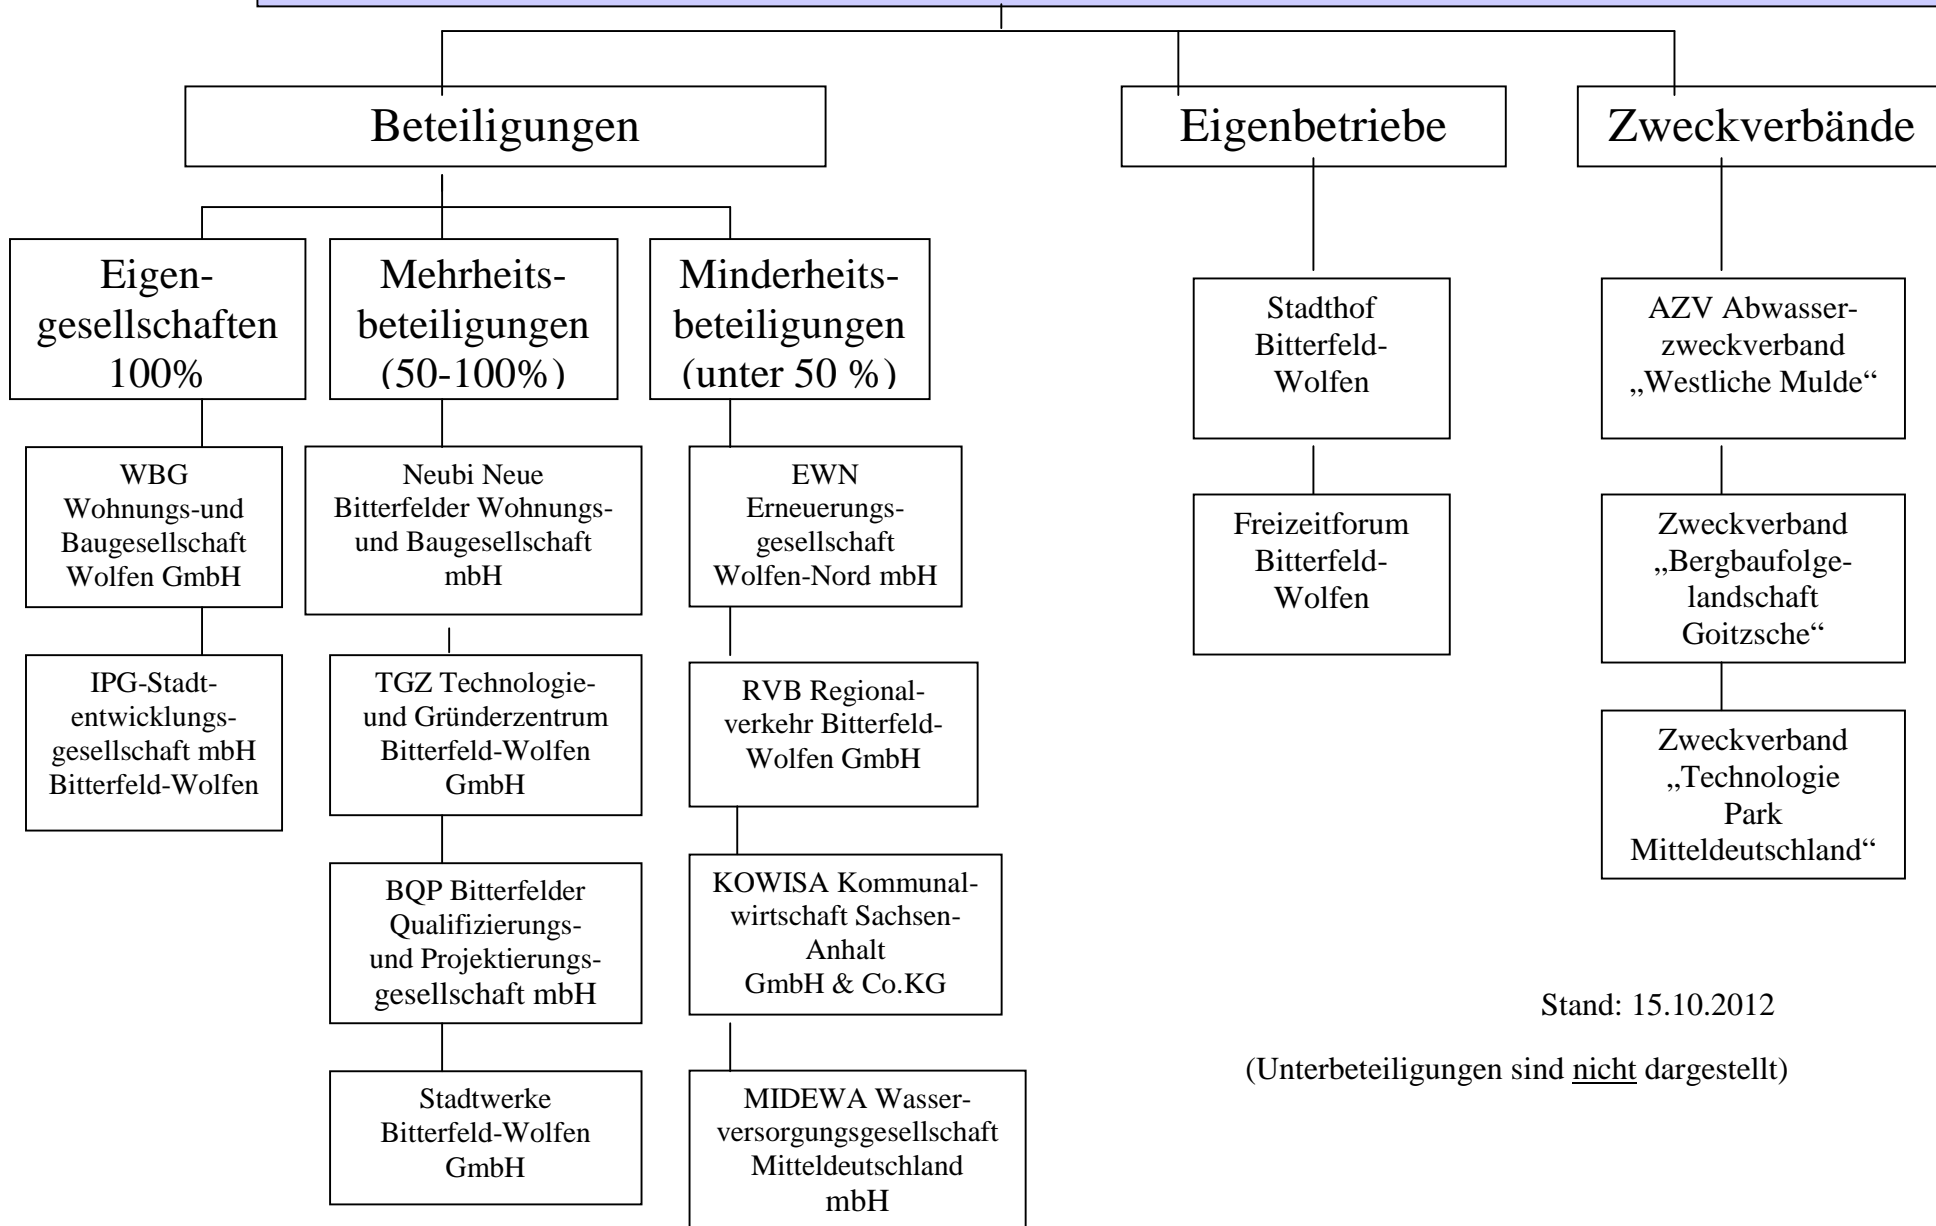 Beteiligungen
Eigenbetriebe
Zweckverbände
Eigen-
gesellschaften
100%
Mehrheits-
beteiligungen
(50-100%)
Minderheits-
beteiligungen
(unter 50 %)
WBG
Wohnungs-und
Baugesellschaft
Wolfen GmbH
IPG-Stadt-
entwicklungs-
gesellschaft mbH
Bitterfeld-Wolfen
Neubi Neue
Bitterfelder Wohnungs-
und Baugesellschaft
mbH
TGZ Technologie-
und Gründerzentrum
Bitterfeld-Wolfen
GmbH
BQP Bitterfelder
Qualifizierungs-
und Projektierungs-
gesellschaft mbH
Stadtwerke
Bitterfeld-Wolfen
GmbH
EWN
Erneuerungs-
gesellschaft
Wolfen-Nord mbH
RVB Regional-
verkehr Bitterfeld-
Wolfen GmbH
KOWISA Kommunal-
wirtschaft Sachsen-
Anhalt
GmbH & Co.KG
MIDEWA Wasser-
versorgungsgesellschaft
Mitteldeutschland
mbH
Stadthof
Bitterfeld-
Wolfen
Freizeitforum
Bitterfeld-
Wolfen
AZV Abwasser-
zweckverband
„Westliche Mulde“
Zweckverband
„Bergbaufolge-
landschaft
Goitzsche“
Zweckverband
„Technologie
Park
Mitteldeutschland“
Stand: 15.10.2012
(Unterbeteiligungen sind nicht dargestellt)